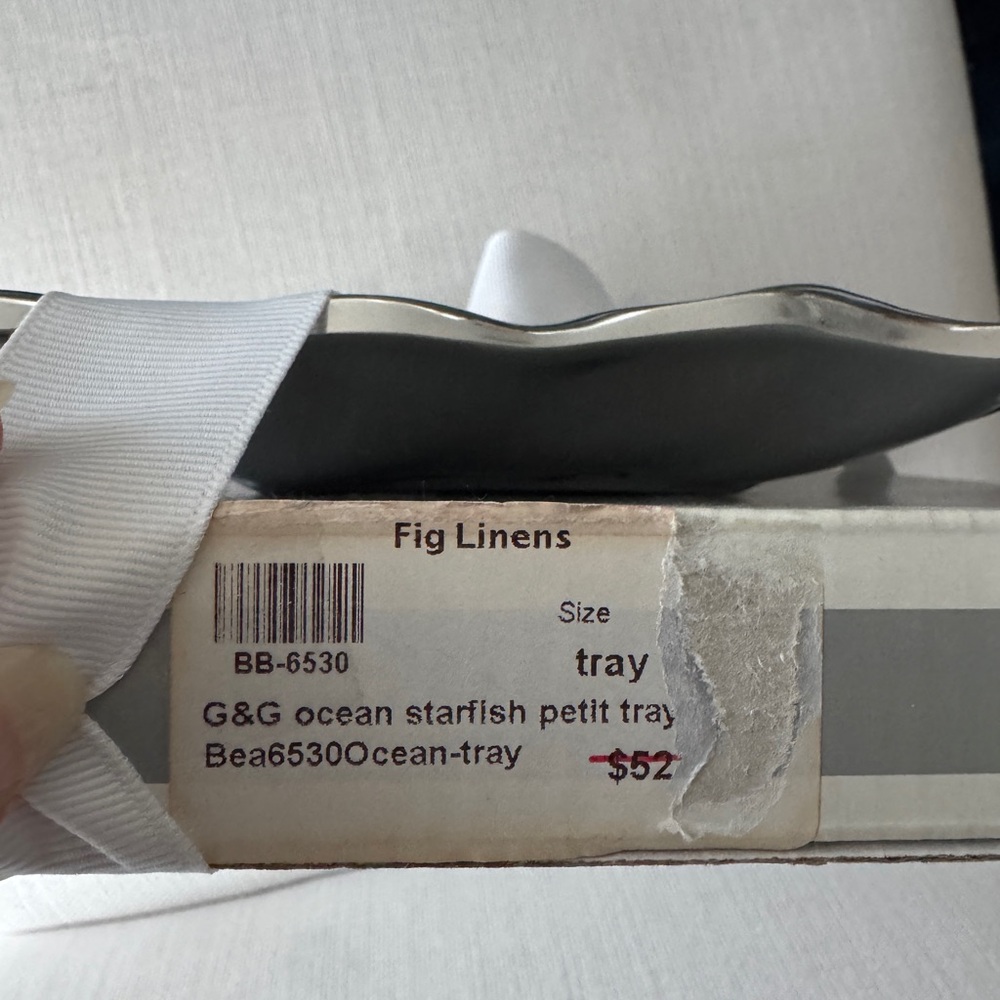 Fig Linens
Size
BB-6530
tray
G&G ocean starfish petit tray
Bea6530Ocean-tray
$52